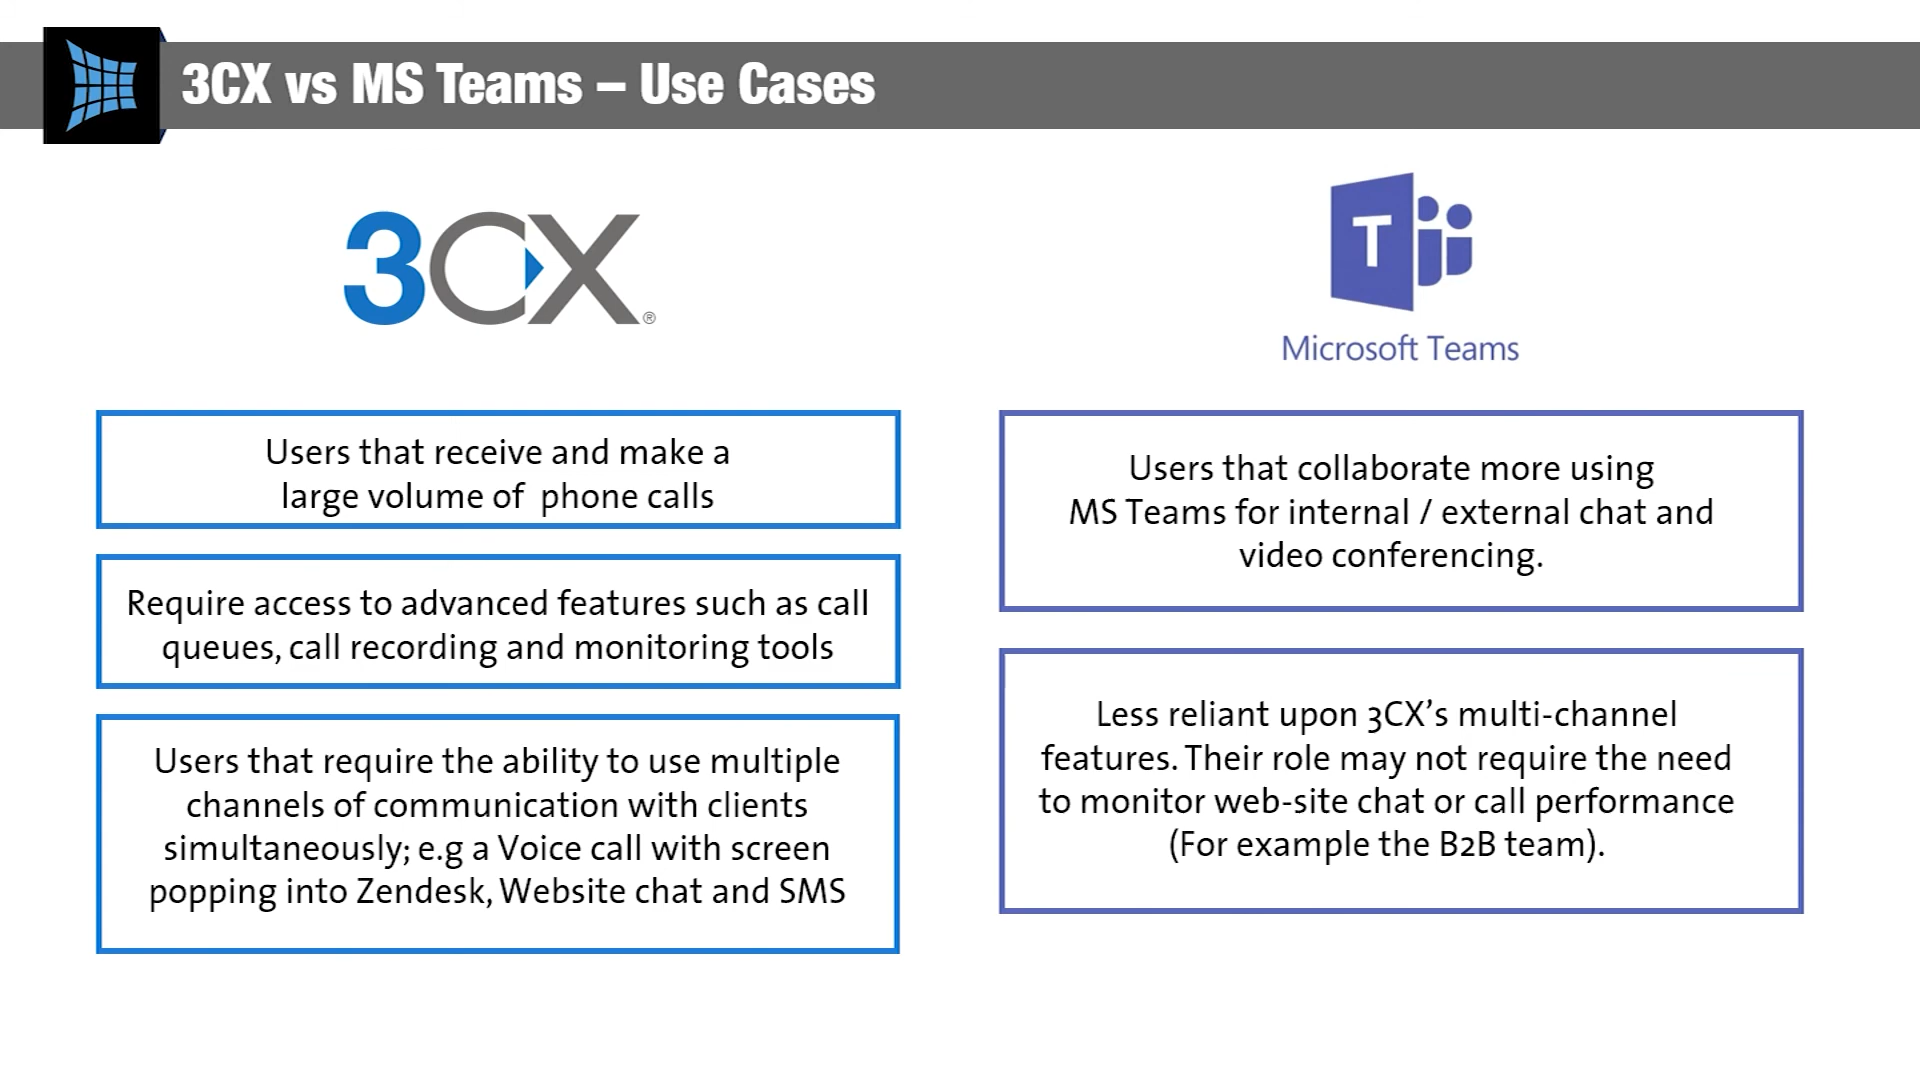 3CX vs MS Teams – Use Cases
3CX®
T
Microsoft Teams
Users that receive and make a
large volume of phone calls
Require access to advanced features such as call
queues, call recording and monitoring tools
Users that require the ability to use multiple
channels of communication with clients
simultaneously; e.g a Voice call with screen
popping into Zendesk, Website chat and SMS
Users that collaborate more using
MS Teams for internal / external chat and
video conferencing.
Less reliant upon 3CX’s multi-channel
features. Their role may not require the need
to monitor web-site chat or call performance
(For example the B2B team).